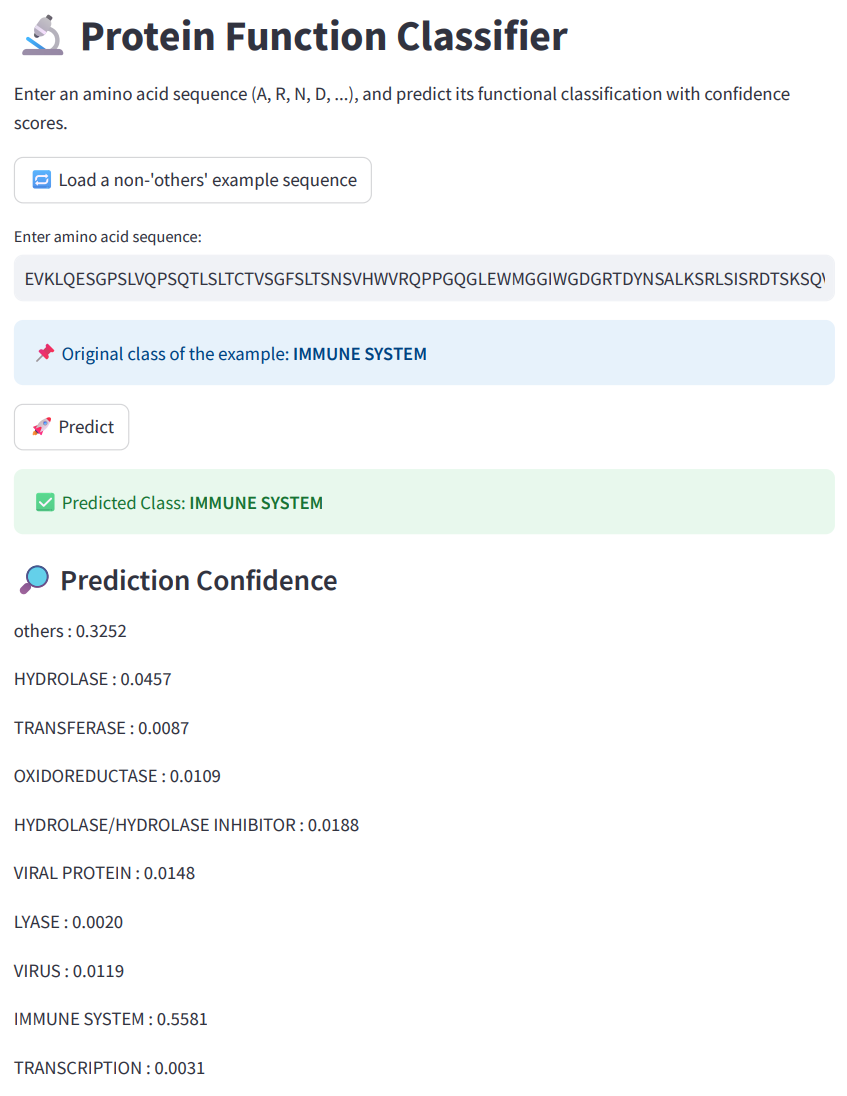 Protein Function Classifier
Enter an amino acid sequence (A, R, N, D, ...), and predict its functional classification with confidence
scores.
Load a non-'others' example sequence
Enter amino acid sequence:
EVKLQESGPSLVQPSQTLSLTCTVSGFSLTSNSVHWVRQPPGQGLEWMGGIWGDGRTDYNSALKSRLSISRDTSKSQV
Original class of the example: IMMUNE SYSTEM
Predict
Predicted Class: IMMUNE SYSTEM
Prediction Confidence
others : 0.3252
HYDROLASE : 0.0457
TRANSFERASE : 0.0087
OXIDOREDUCTASE : 0.0109
HYDROLASE/HYDROLASE INHIBITOR : 0.0188
VIRAL PROTEIN : 0.0148
LYASE : 0.0020
VIRUS : 0.0119
IMMUNE SYSTEM : 0.5581
TRANSCRIPTION : 0.0031